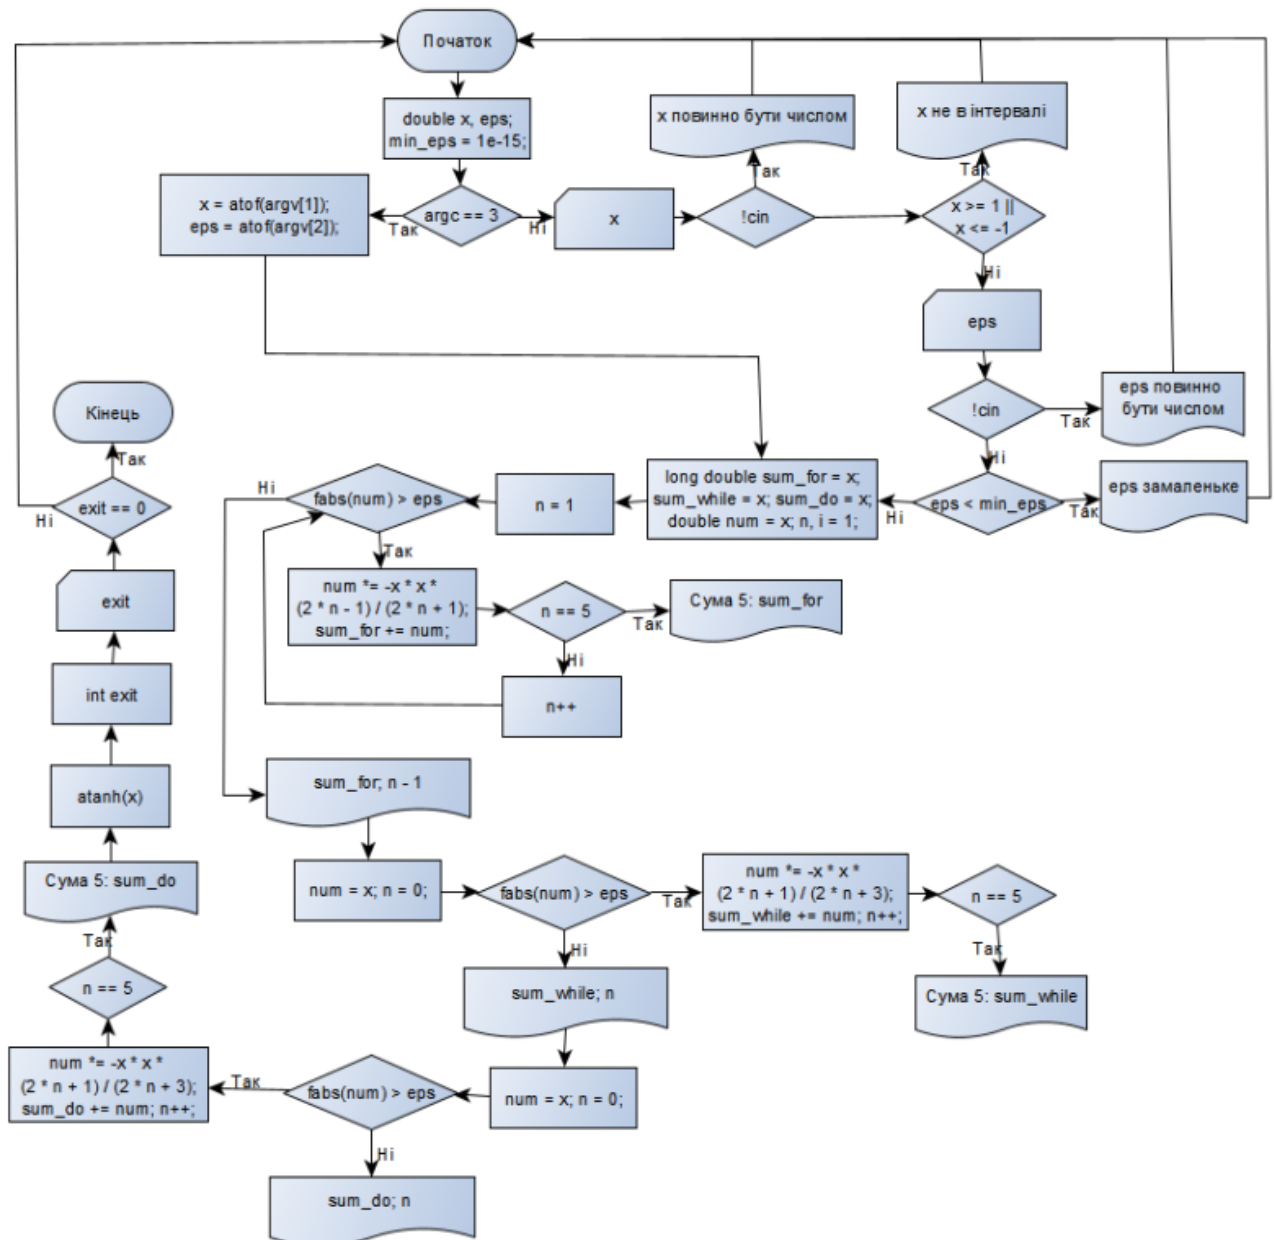 Початок
double x, eps;
min_eps = 1e-15;
argc == 3
Так
Ні
x = atof(argv[1]);
eps = atof(argv[2]);
x
!cin
Так
x повинно бути числом
x >= 1 ||
x <= -1
Так
x не в інтервалі
Ні
eps
!cin
Так
eps повинно
бути числом
Ні
eps < min_eps
Так
eps замаленьке
Ні
long double sum_for = x;
sum_while = x; sum_do = x;
double num = x; n, i = 1;
n = 1
fabs(num) > eps
Ні
Так
num *= -x * x *
(2 * n - 1) / (2 * n + 1);
sum_for += num;
n == 5
Так
Сума 5: sum_for
Ні
n++
sum_for; n - 1
num = x; n = 0;
fabs(num) > eps
Так
num *= -x * x *
(2 * n + 1) / (2 * n + 3);
sum_while += num; n++;
n == 5
Так
Сума 5: sum_while
Ні
sum_while; n
num = x; n = 0;
fabs(num) > eps
Ні
sum_do; n
Так
num *= -x * x *
(2 * n + 1) / (2 * n + 3);
sum_do += num; n++;
n == 5
Так
Сума 5: sum_do
atanh(x)
int exit
exit
exit == 0
Ні
Так
Кінець